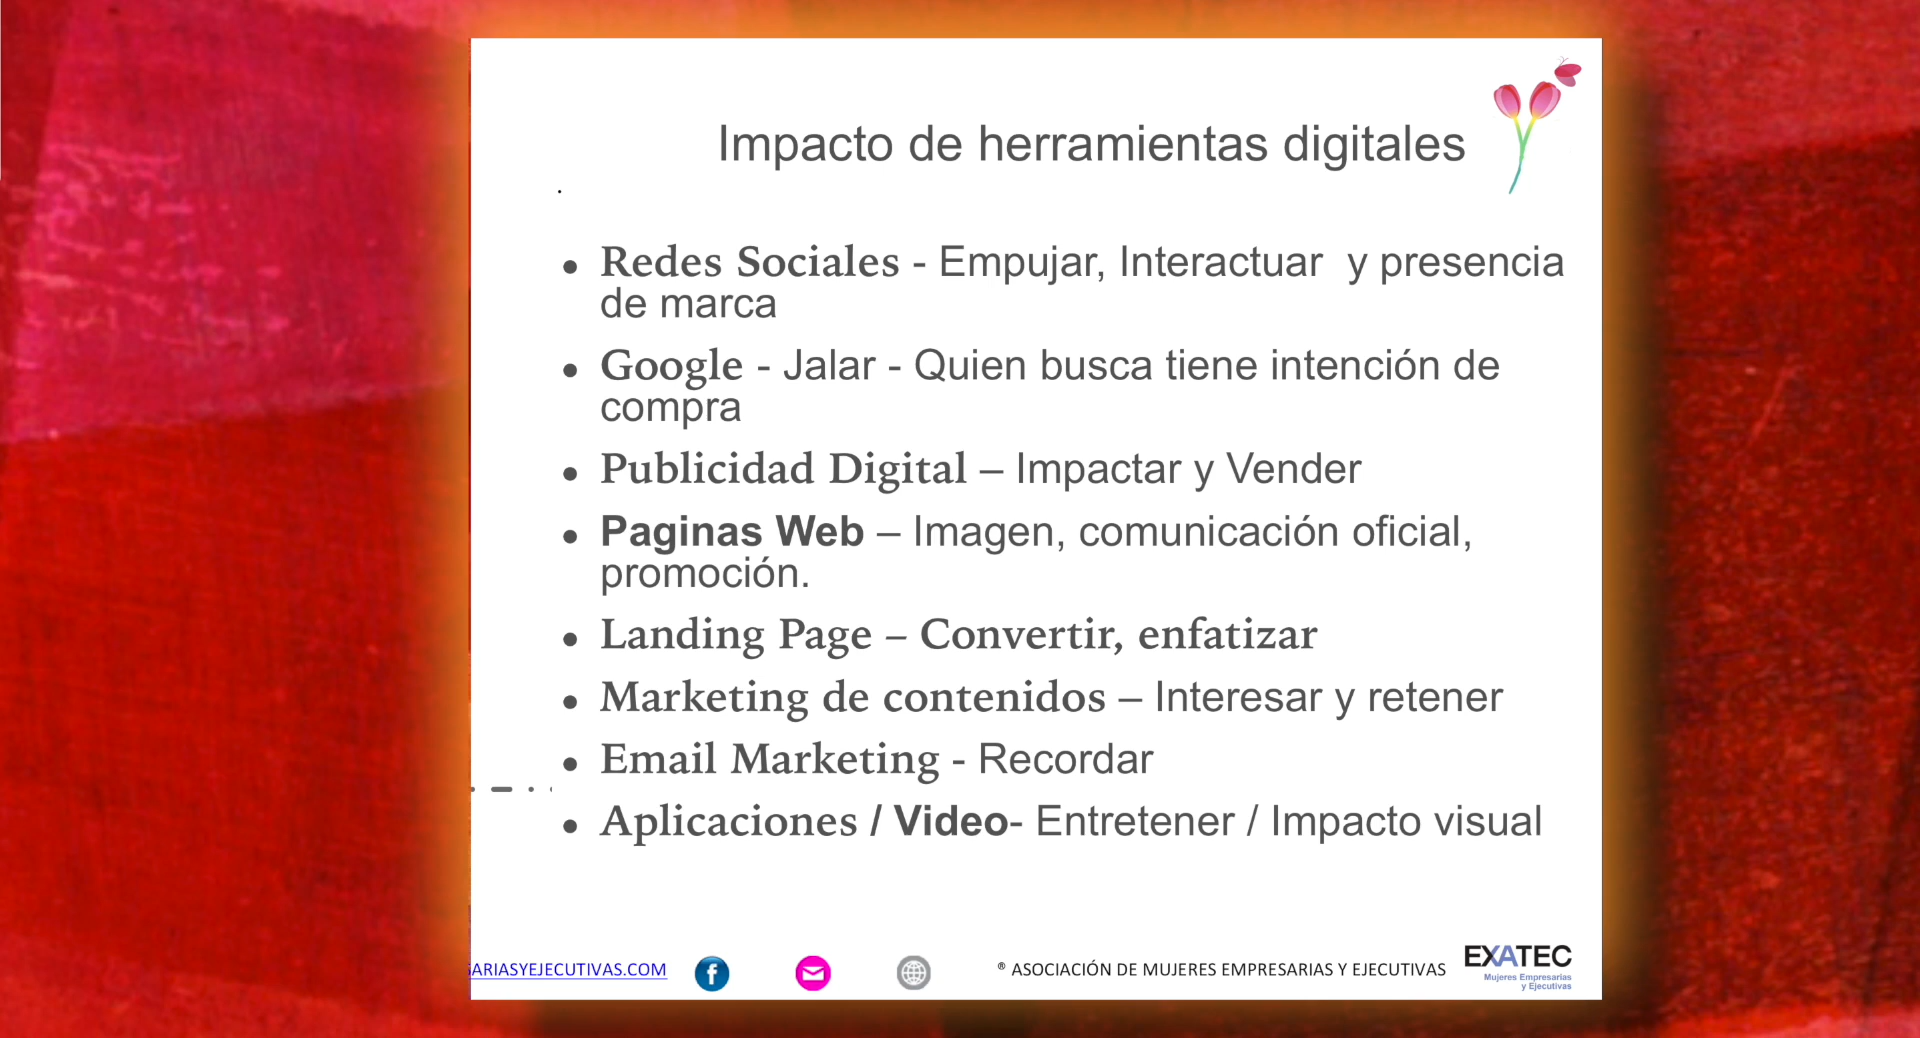 Impacto de herramientas digitales
.
• Redes Sociales - Empujar, Interactuar y presencia
de marca
• Google - Jalar - Quien busca tiene intención de
compra
• Publicidad Digital – Impactar y Vender
• Paginas Web – Imagen, comunicación oficial,
promoción.
• Landing Page – Convertir, enfatizar
• Marketing de contenidos – Interesar y retener
• Email Marketing - Recordar
• Aplicaciones / Video- Entretener / Impacto visual
ARIASYEJECUTIVAS.COM
® ASOCIACIÓN DE MUJERES EMPRESARIAS Y EJECUTIVAS
EXATEC
Mujeres Empresarias
y Ejecutivas